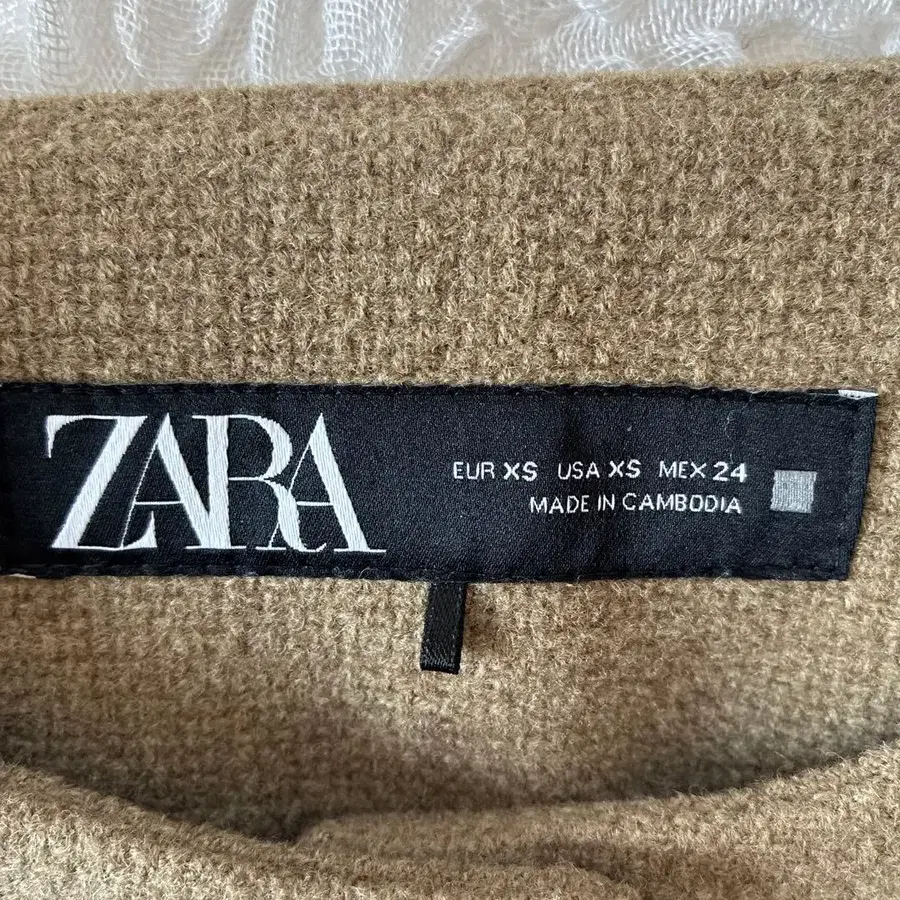 ZARA
EUR XS USA XS MEX 24
MADE IN CAMBODIA